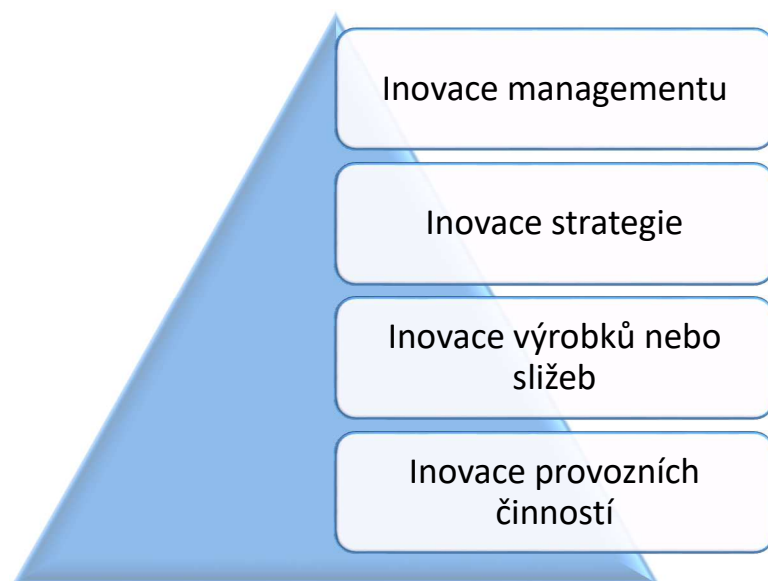 Inovace managementu
Inovace strategie
Inovace výrobků nebo
sližeb
Inovace provozních
činností